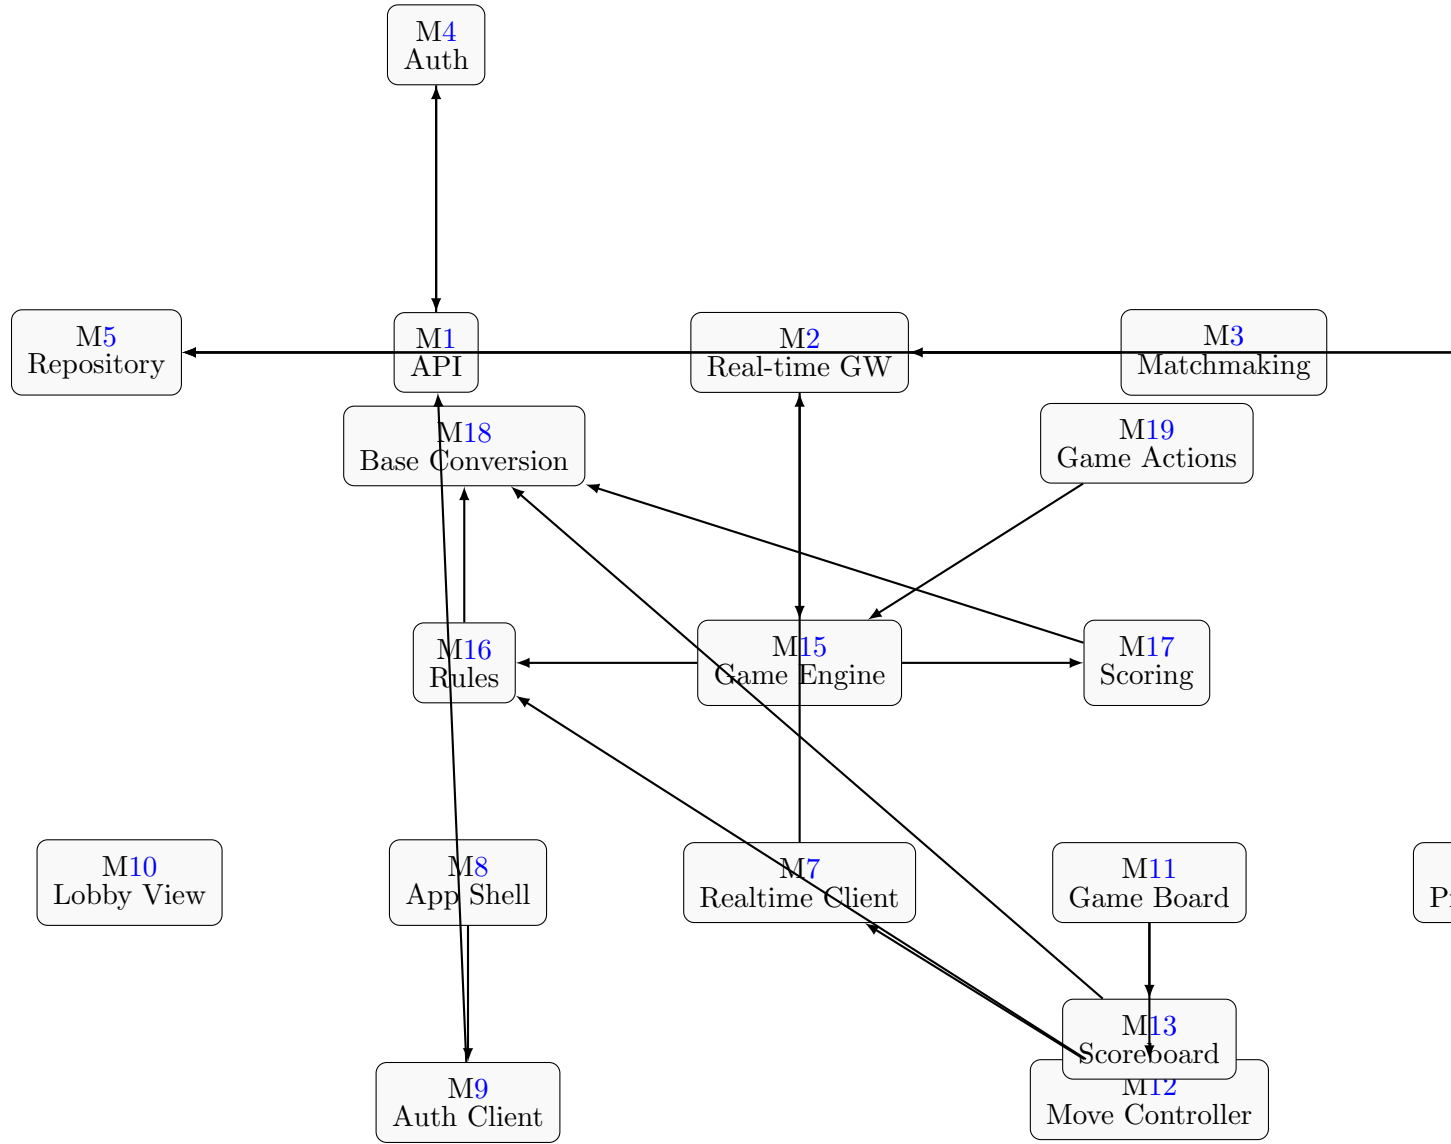 M4
Auth
M5
Repository
M1
API
M2
Real-time GW
M3
Matchmaking
M18
Base Conversion
M19
Game Actions
M16
Rules
M15
Game Engine
M17
Scoring
M10
Lobby View
M8
App Shell
M7
Realtime Client
M11
Game Board
M13
Scoreboard
M12
Move Controller
M9
Auth Client